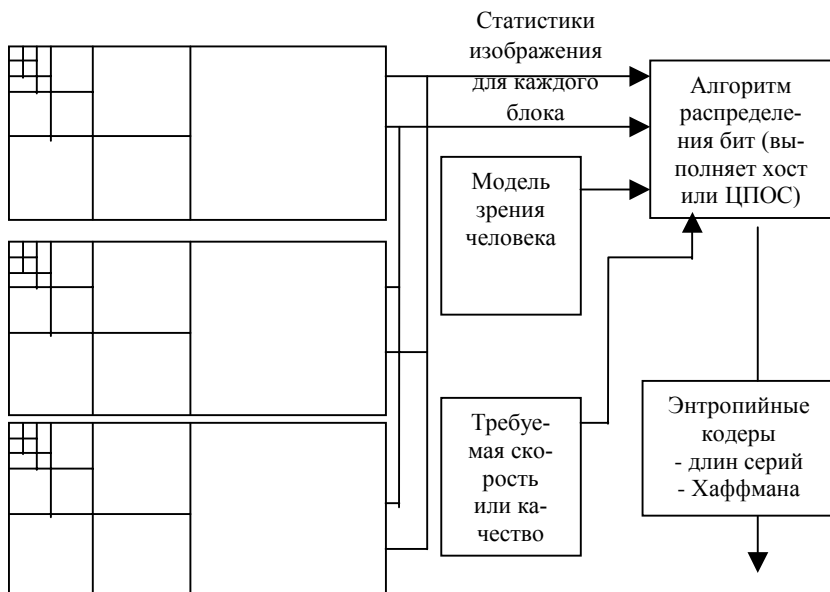 Статистики
изображения
для каждого
блока
Алгоритм
распределе-
ния бит (вы-
полняет хост
или ЦПОС)
Модель
зрения
человека
Требуе-
мая ско-
рость
или ка-
чество
Энтропийные
кодеры
- длин серий
- Хаффмана